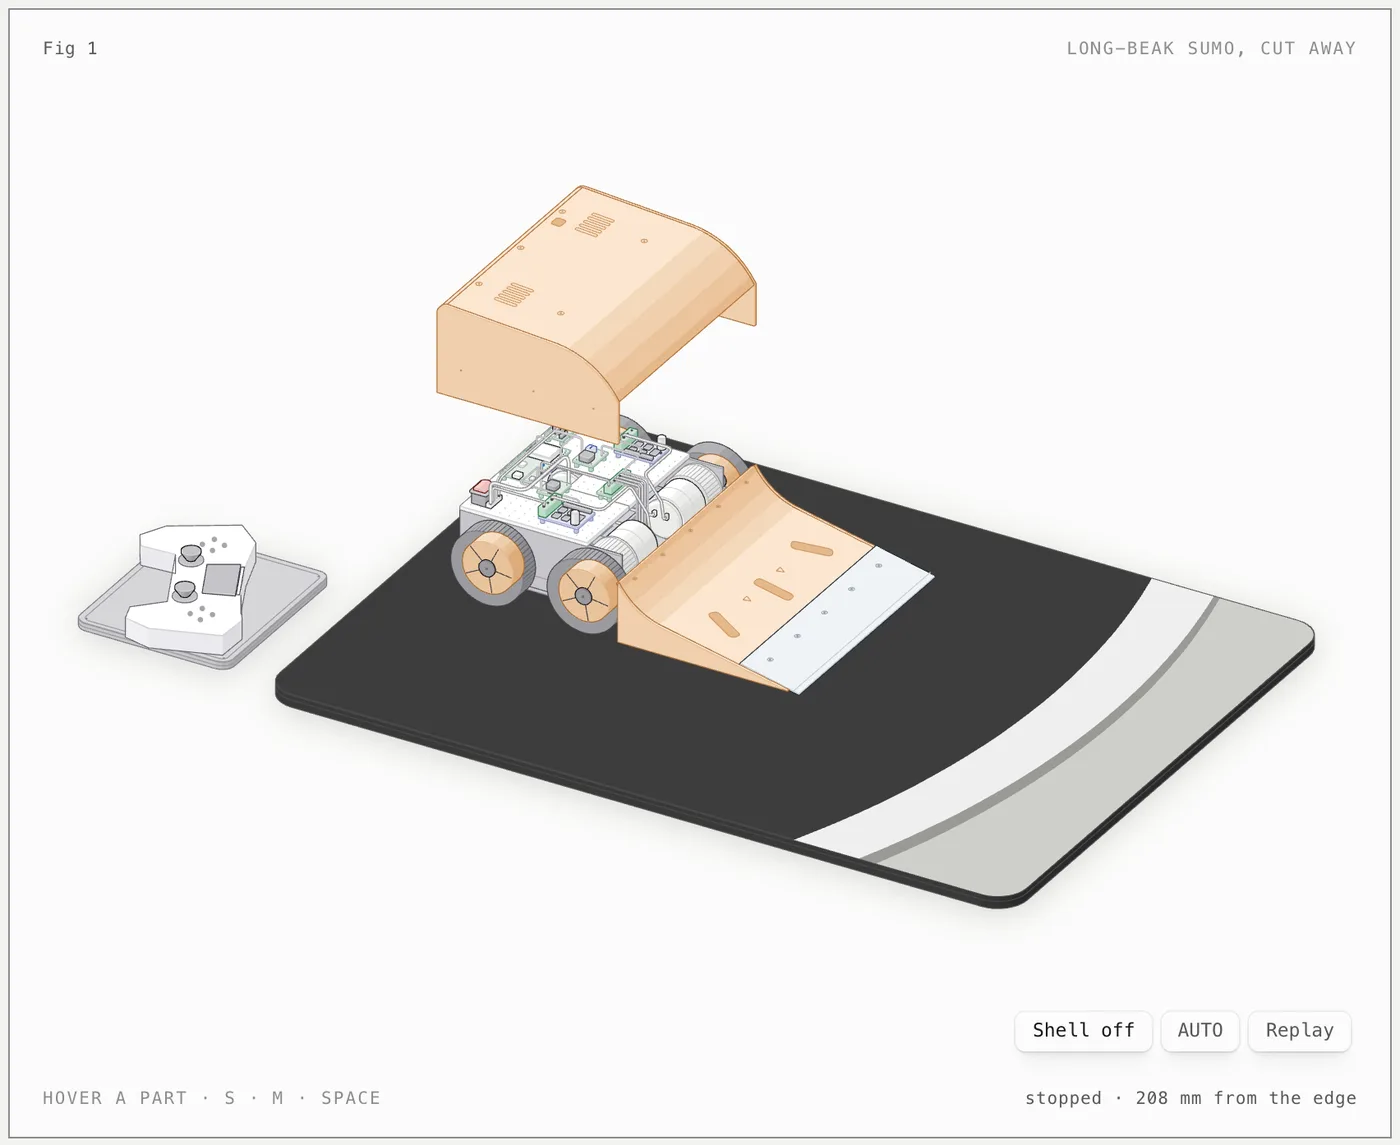 Fig 1
LONG–BEAK SUMO, CUT AWAY
Shell off
AUTO
Replay
HOVER A PART · S · M · SPACE
stopped · 208 mm from the edge